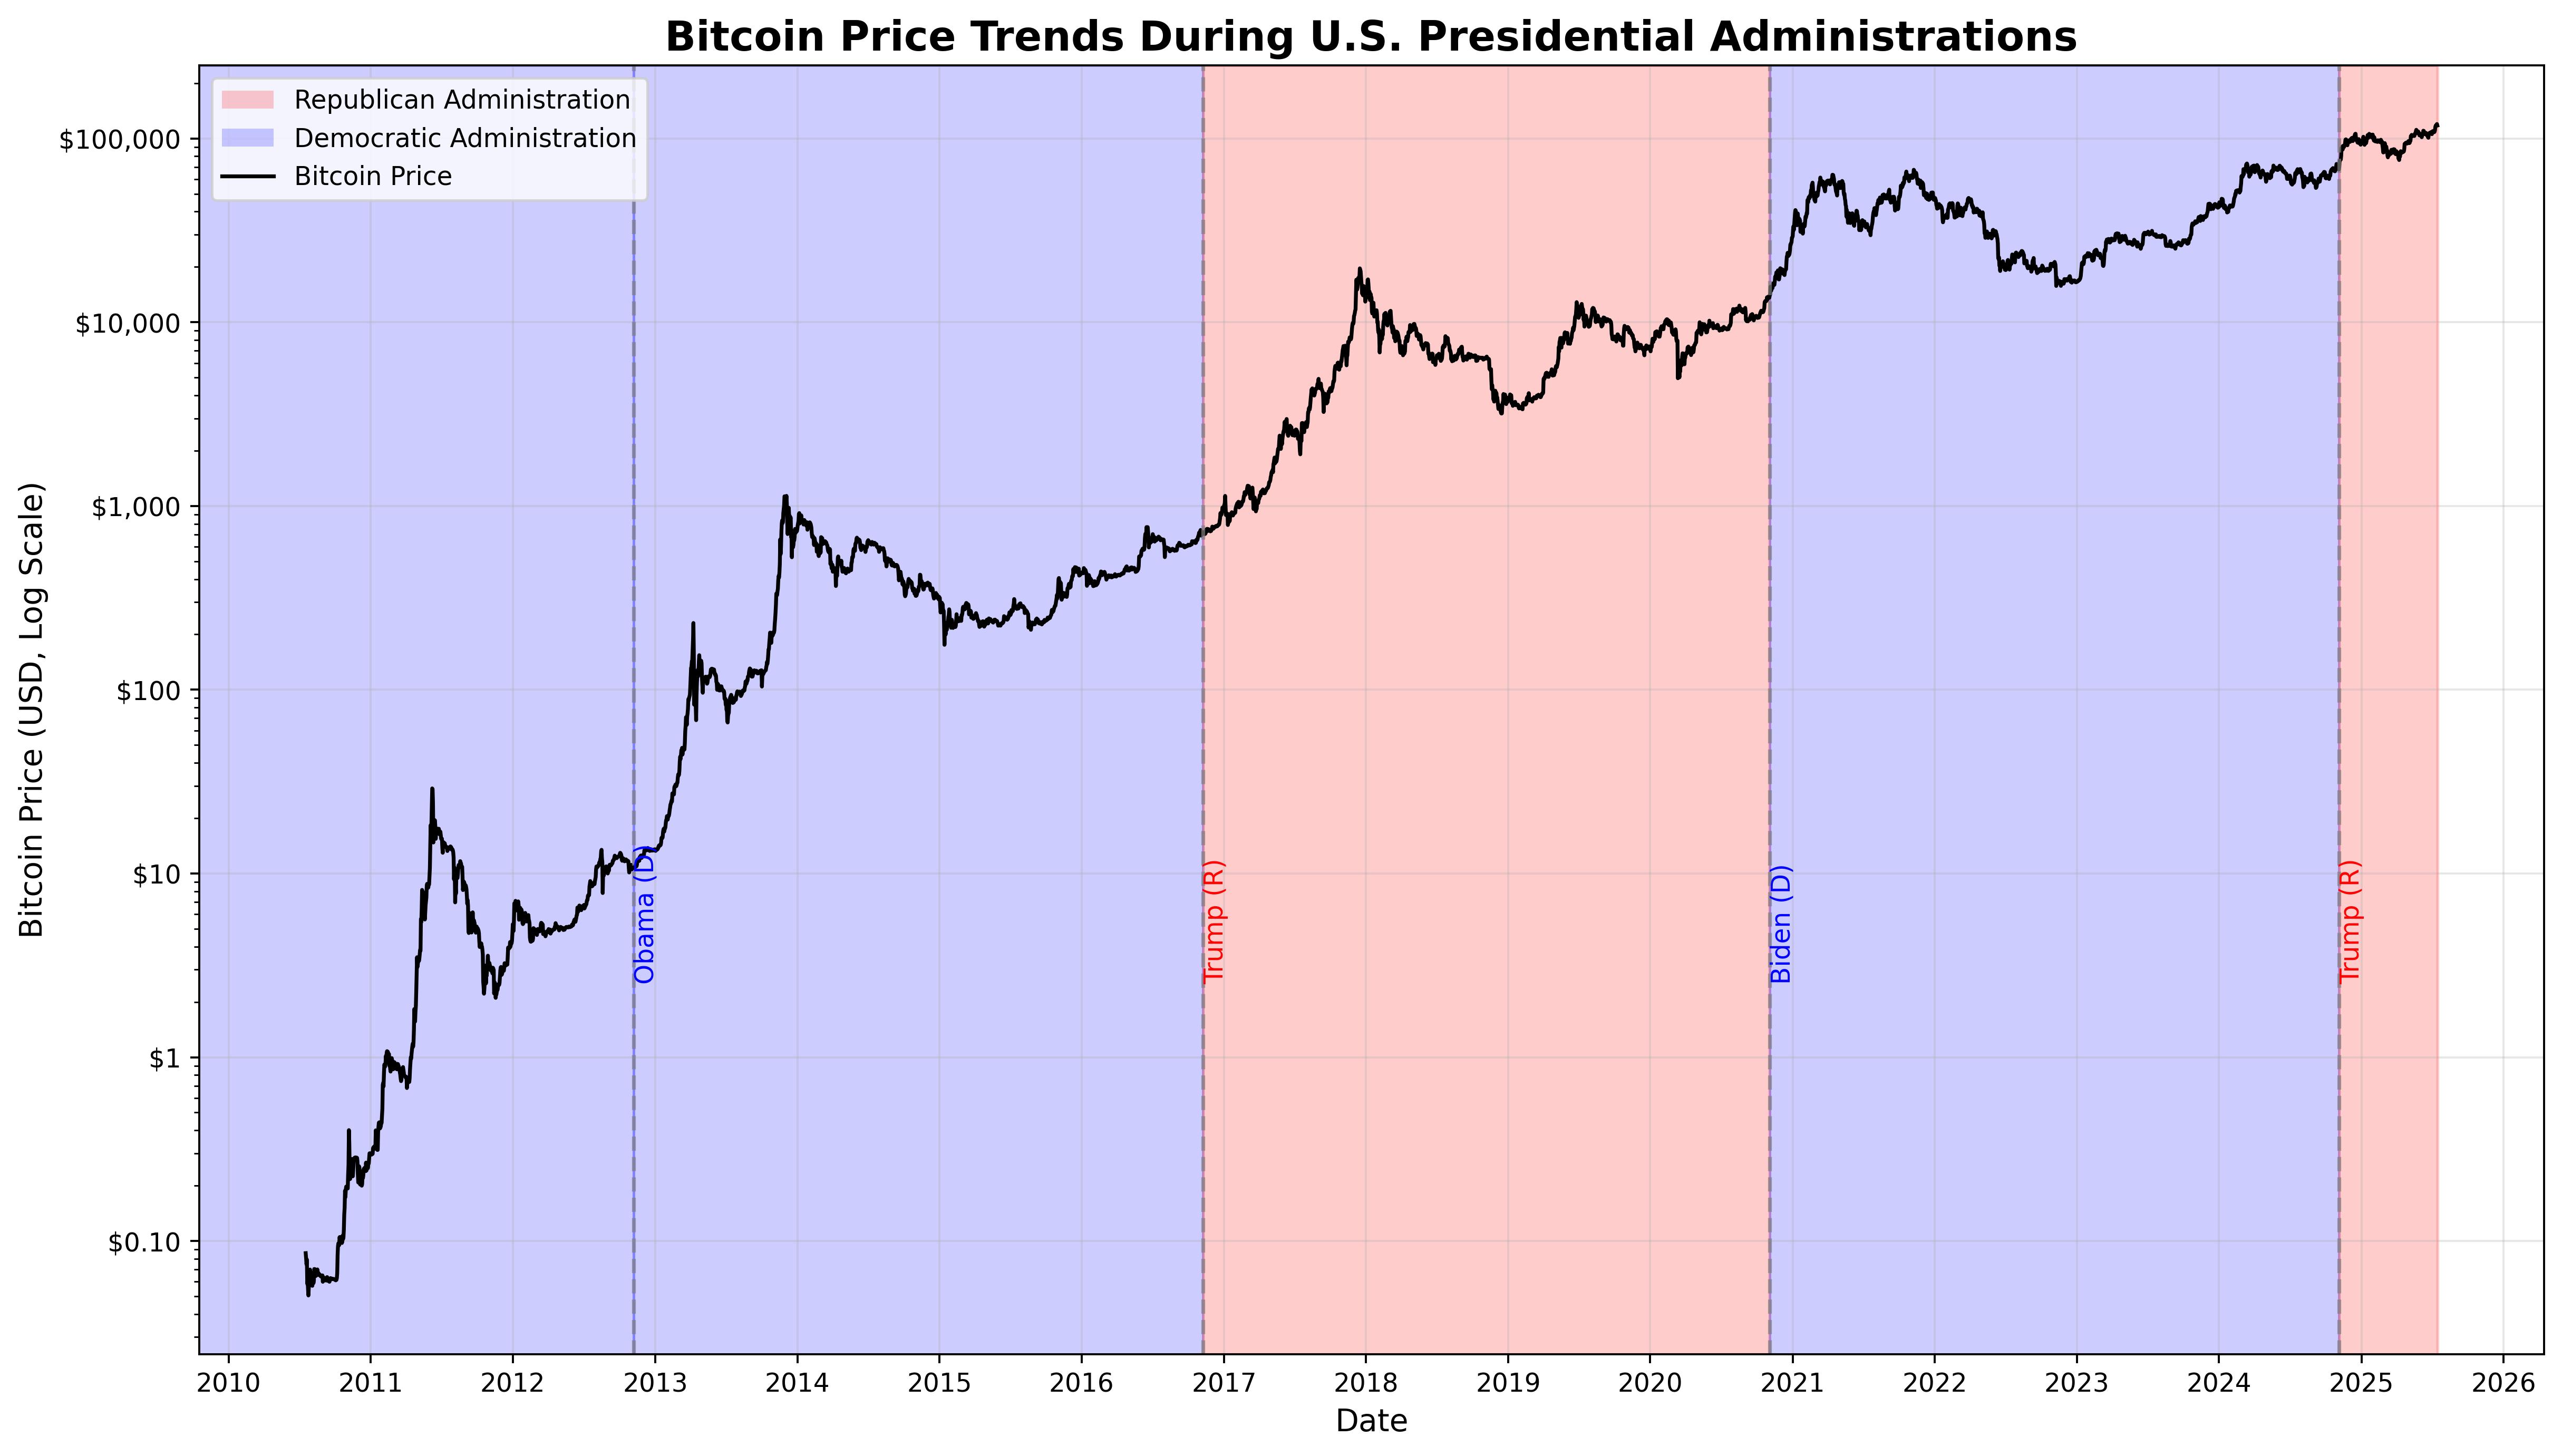 Bitcoin Price Trends During U.S. Presidential Administrations
Republican Administration
Democratic Administration
Bitcoin Price
Bitcoin Price (USD, Log Scale)
$100,000
$10,000
$1,000
$100
$10
$1
$0.10
Obama (D)
Trump (R)
Biden (D)
Trump (R)
2010 2011 2012 2013 2014 2015 2016 2017 2018 2019 2020 2021 2022 2023 2024 2025 2026
Date